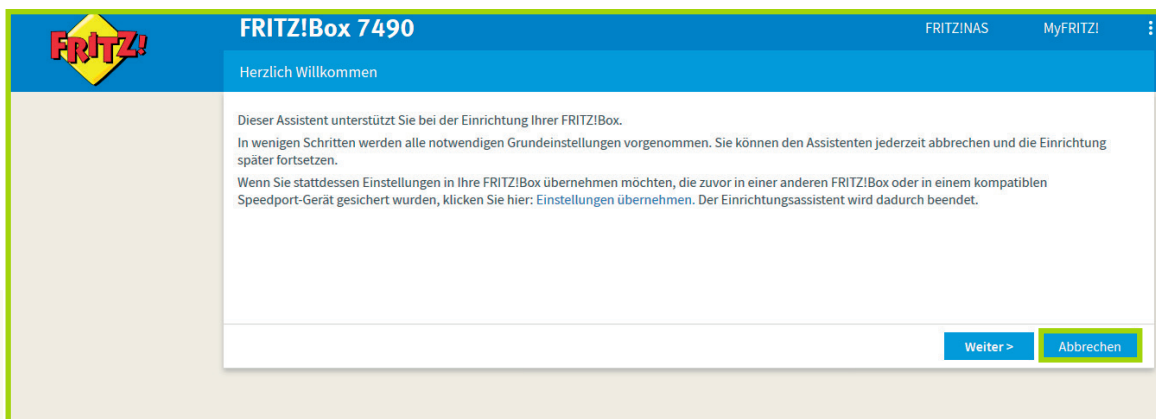 FRITZ!
FRITZ!Box 7490
FRITZ!NAS
MyFRITZ!
Herzlich Willkommen
Dieser Assistent unterstützt Sie bei der Einrichtung Ihrer FRITZ!Box.
In wenigen Schritten werden alle notwendigen Grundeinstellungen vorgenommen. Sie können den Assistenten jederzeit abbrechen und die Einrichtung
später fortsetzen.
Wenn Sie stattdessen Einstellungen in Ihre FRITZ!Box übernehmen möchten, die zuvor in einer anderen FRITZ!Box oder in einem kompatiblen
Speedport-Gerät gesichert wurden, klicken Sie hier: Einstellungen übernehmen. Der Einrichtungsassistent wird dadurch beendet.
Weiter >
Abbrechen